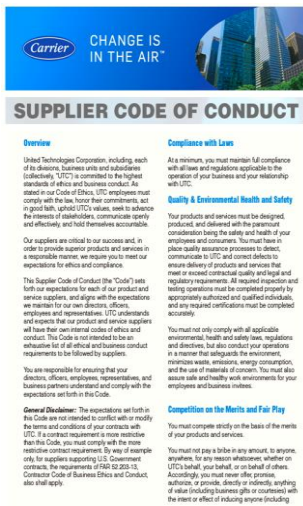 Carrier
CHANGE IS
IN THE AIR™
SUPPLIER CODE OF CONDUCT
Overview
United Technologies Corporation, including, each
of its divisions, business units and subsidiaries
(collectively, "UTC") is committed to the highest
standards of ethics and business conduct. As
stated in our Code of Ethics, UTC employees must
comply with the law, honor their commitments, act
in good faith, uphold UTC's values, seek to advance
the interests of stakeholders, communicate openly
and effectively, and hold themselves accountable.
Our suppliers are critical to our success and, in
order to provide superior products and services in
a responsible manner, we require you to meet our
expectations for ethics and compliance.
This Supplier Code of Conduct (the "Code") sets
forth our expectations for each of our product and
service suppliers, and aligns with the expectations
we maintain for our own directors, officers,
employees and representatives. UTC understands
and expects that our product and service suppliers
will have their own internal codes of ethics and
conduct. This Code is not intended to be an
exhaustive list of all ethical and business conduct
requirements to be followed by suppliers.
You are responsible for ensuring that your
directors, officers, employees, representatives, and
business partners understand and comply with the
expectations set forth in this Code.
General Disclaimer: The expectations set forth in
this Code are not intended to conflict with or modify
the terms and conditions of your contracts with
UTC. If a contract requirement is more restrictive
than this Code, you must comply with the more
restrictive contract requirement. By way of example
only, for suppliers supporting U.S. Government
contracts, the requirements of FAR 52.203-13,
Contractor Code of Business Ethics and Conduct,
also shall apply.
Compliance with Laws
At a minimum, you must maintain full compliance
with all laws and regulations applicable to the
operation of your business and your relationship
with UTC.
Quality & Environmental Health and Safety
Your products and services must be designed,
produced, and delivered with the paramount
consideration being the safety and health of your
employees and consumers. You must have in
place quality assurance processes to detect,
communicate to UTC and correct defects to
ensure delivery of products and services that
meet or exceed contractual quality and legal and
regulatory requirements. All required inspection and
testing operations must be completed properly by
appropriately authorized and qualified individuals,
and any required certifications must be completed
accurately.
You must not only comply with all applicable
environmental, health and safety laws, regulations
and directives, but also conduct your operations
in a manner that safeguards the environment,
minimizes waste, emissions, energy consumption,
and the use of materials of concern. You must also
assure safe and healthy work environments for your
employees and business invitees.
Competition on the Merits and Fair Play
You must compete strictly on the basis of the merits
of your products and services.
You must not pay a bribe in any amount, to anyone,
anywhere, for any reason whatsoever, whether on
UTC's behalf, your behalf, or on behalf of others.
Accordingly, you must never offer, promise,
authorize, or provide, directly or indirectly, anything
of value (including business gifts or courtesies) with
the intent or effect of inducing anyone (including